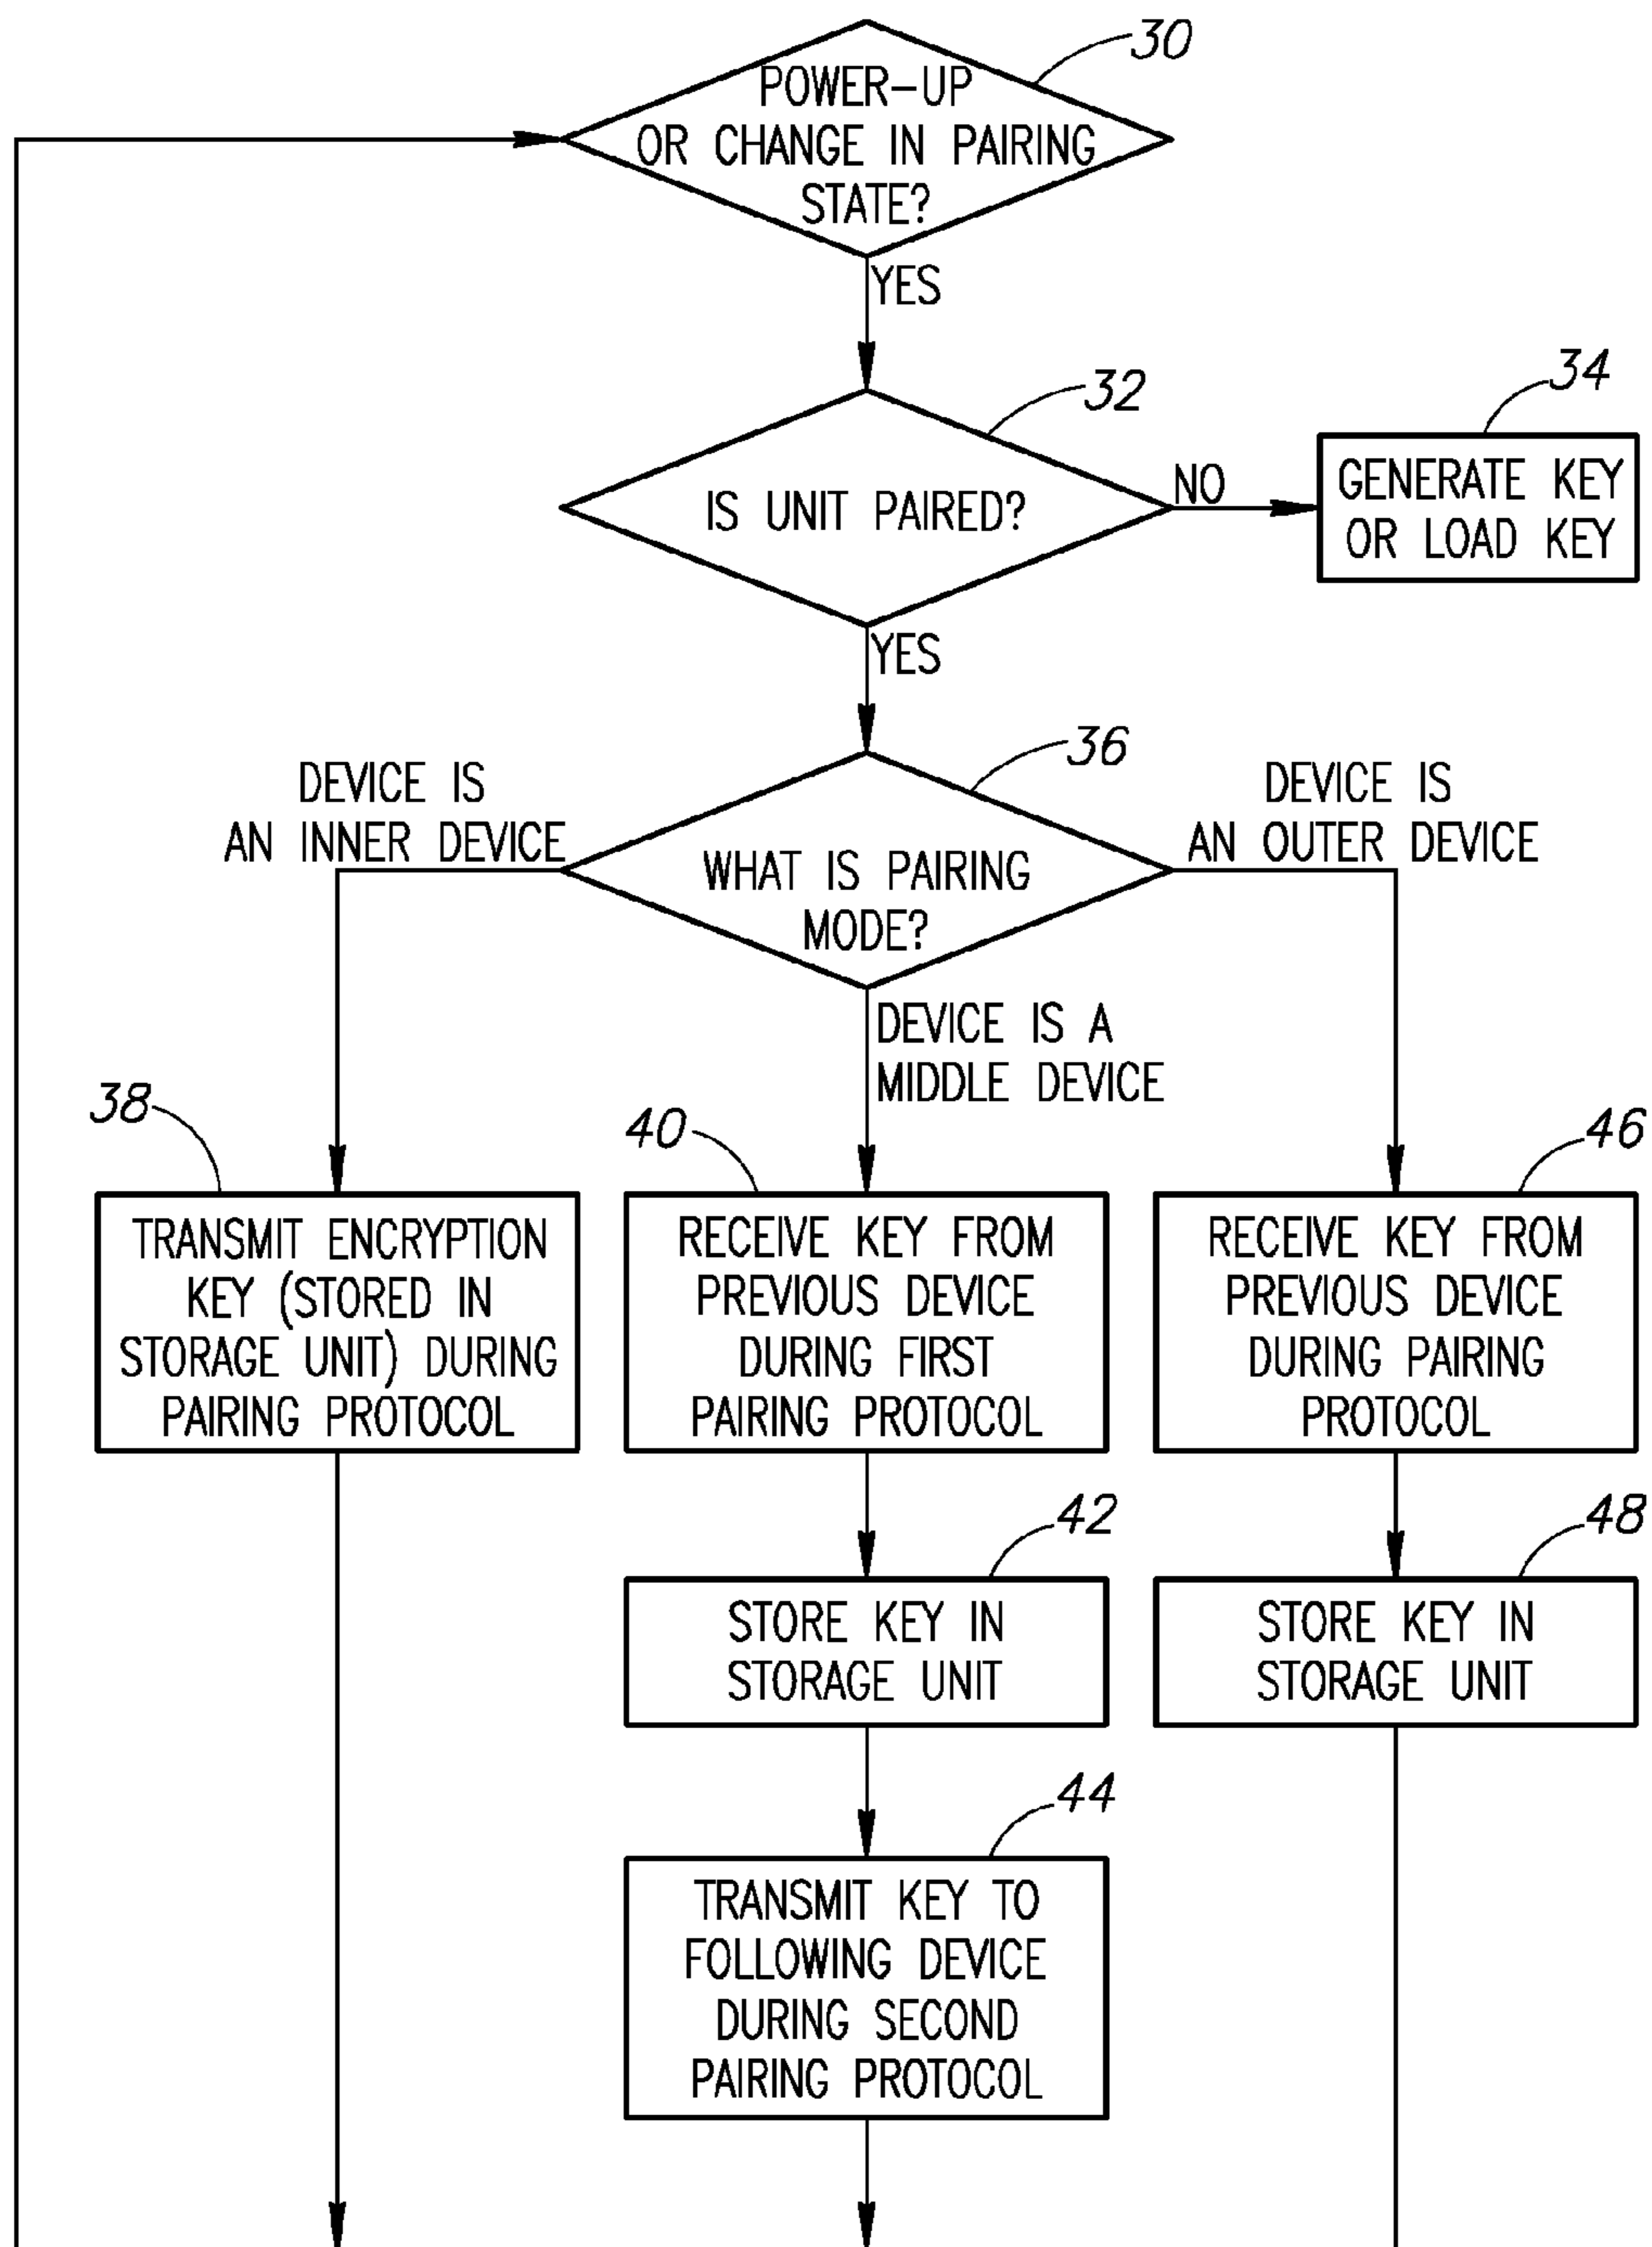 30
POWER-UP
OR CHANGE IN PAIRING
STATE?
YES
32
34
IS UNIT PAIRED?
NO
GENERATE KEY
OR LOAD KEY
YES
36
DEVICE IS
AN INNER DEVICE
DEVICE IS
AN OUTER DEVICE
WHAT IS PAIRING
MODE?
DEVICE IS A
MIDDLE DEVICE
38
TRANSMIT ENCRYPTION
KEY (STORED IN
STORAGE UNIT) DURING
PAIRING PROTOCOL
40
RECEIVE KEY FROM
PREVIOUS DEVICE
DURING FIRST
PAIRING PROTOCOL
46
RECEIVE KEY FROM
PREVIOUS DEVICE
DURING PAIRING
PROTOCOL
42
STORE KEY IN
STORAGE UNIT
48
STORE KEY IN
STORAGE UNIT
44
TRANSMIT KEY TO
FOLLOWING DEVICE
DURING SECOND
PAIRING PROTOCOL